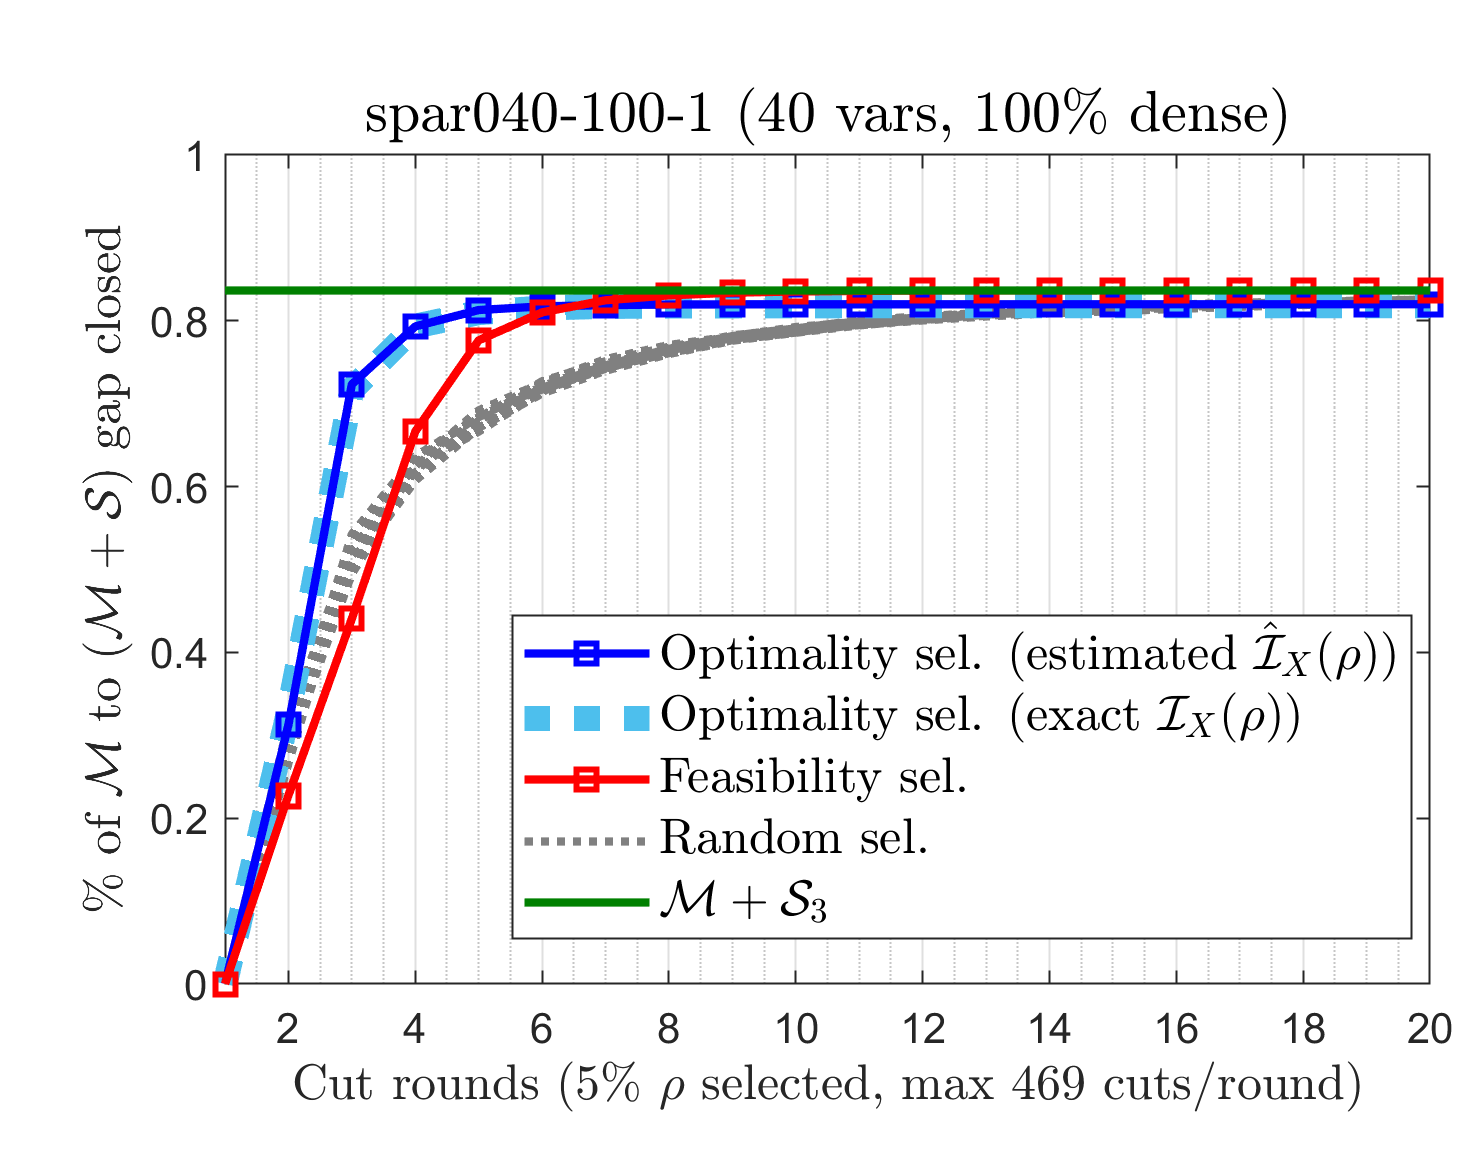 spar040-100-1 (40 vars, 100% dense)
% of ℳ to (ℳ + 𝒮) gap closed
1
0.8
0.6
0.4
0.2
0
2 4 6 8 10 12 14 16 18 20
Cut rounds (5% ρ selected, max 469 cuts/round)
Optimality sel. (estimated ℐ̂_X(ρ))
Optimality sel. (exact ℐ_X(ρ))
Feasibility sel.
Random sel.
ℳ + 𝒮₃